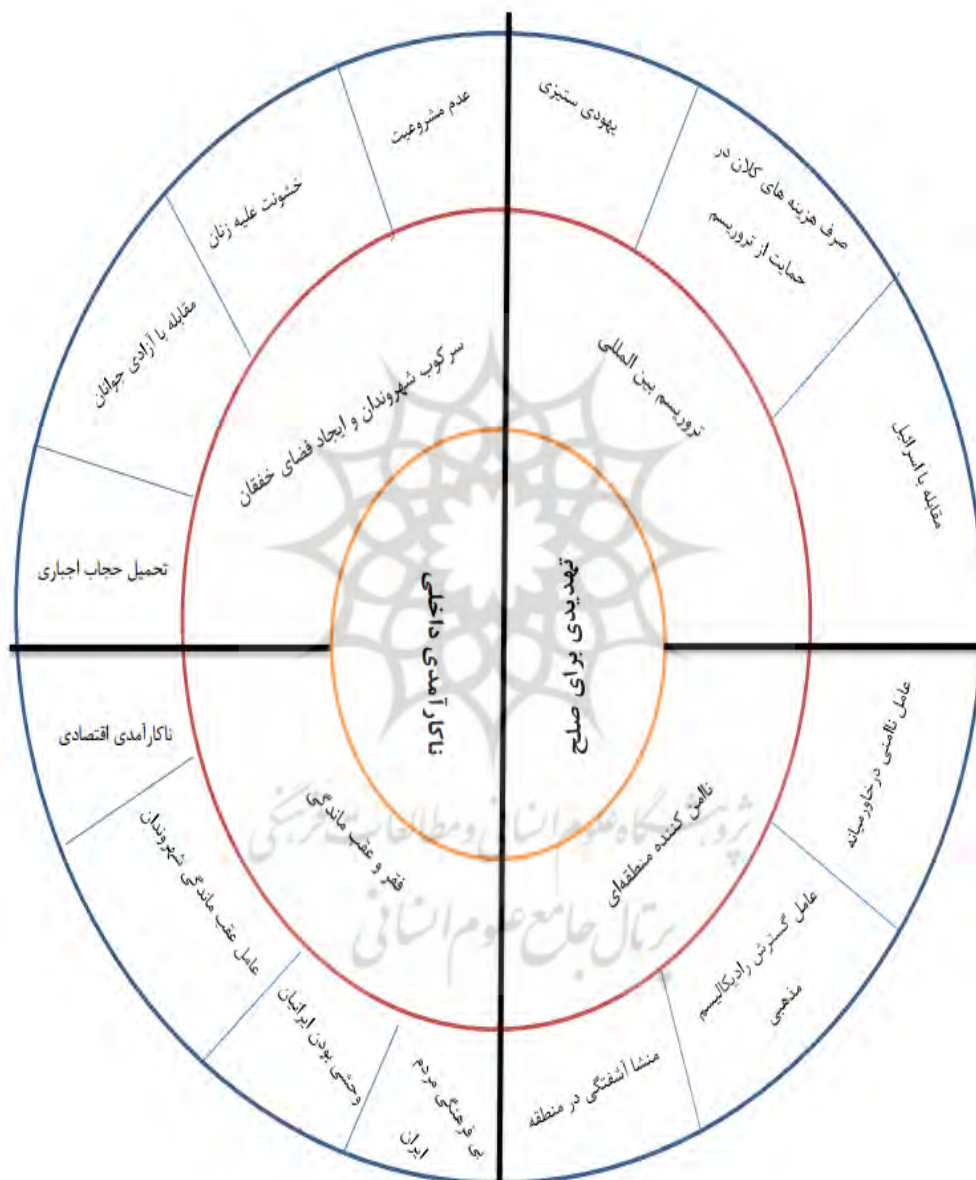 یهودی ستیزی
صرف هزینه های کلان در
حمایت از تروریسم
مقابله با اسرائیل
عدم مشروعیت
خشونت علیه زنان
مقابله با آزادی جوانان
تحمیل حجاب اجباری
تروریسم بین المللی
سرکوب شهروندان و ایجاد فضای خفقان
تهدیدی برای صلح
ناکارآمدی داخلی
ناامن کننده منطقه‌ای
فقر و عقب ماندگی
عامل ناامنی در خاورمیانه
عامل گسترش رادیکالیسم
مذهبی
منشا آشفتگی در منطقه
ناکارآمدی اقتصادی
عامل عقب ماندگی شهروندان
وحشی بودن ایرانیان
بی فرهنگی مردم
ایران
پژوهشگاه علوم انسانی و مطالعات فرهنگی
پرتال جامع علوم انسانی